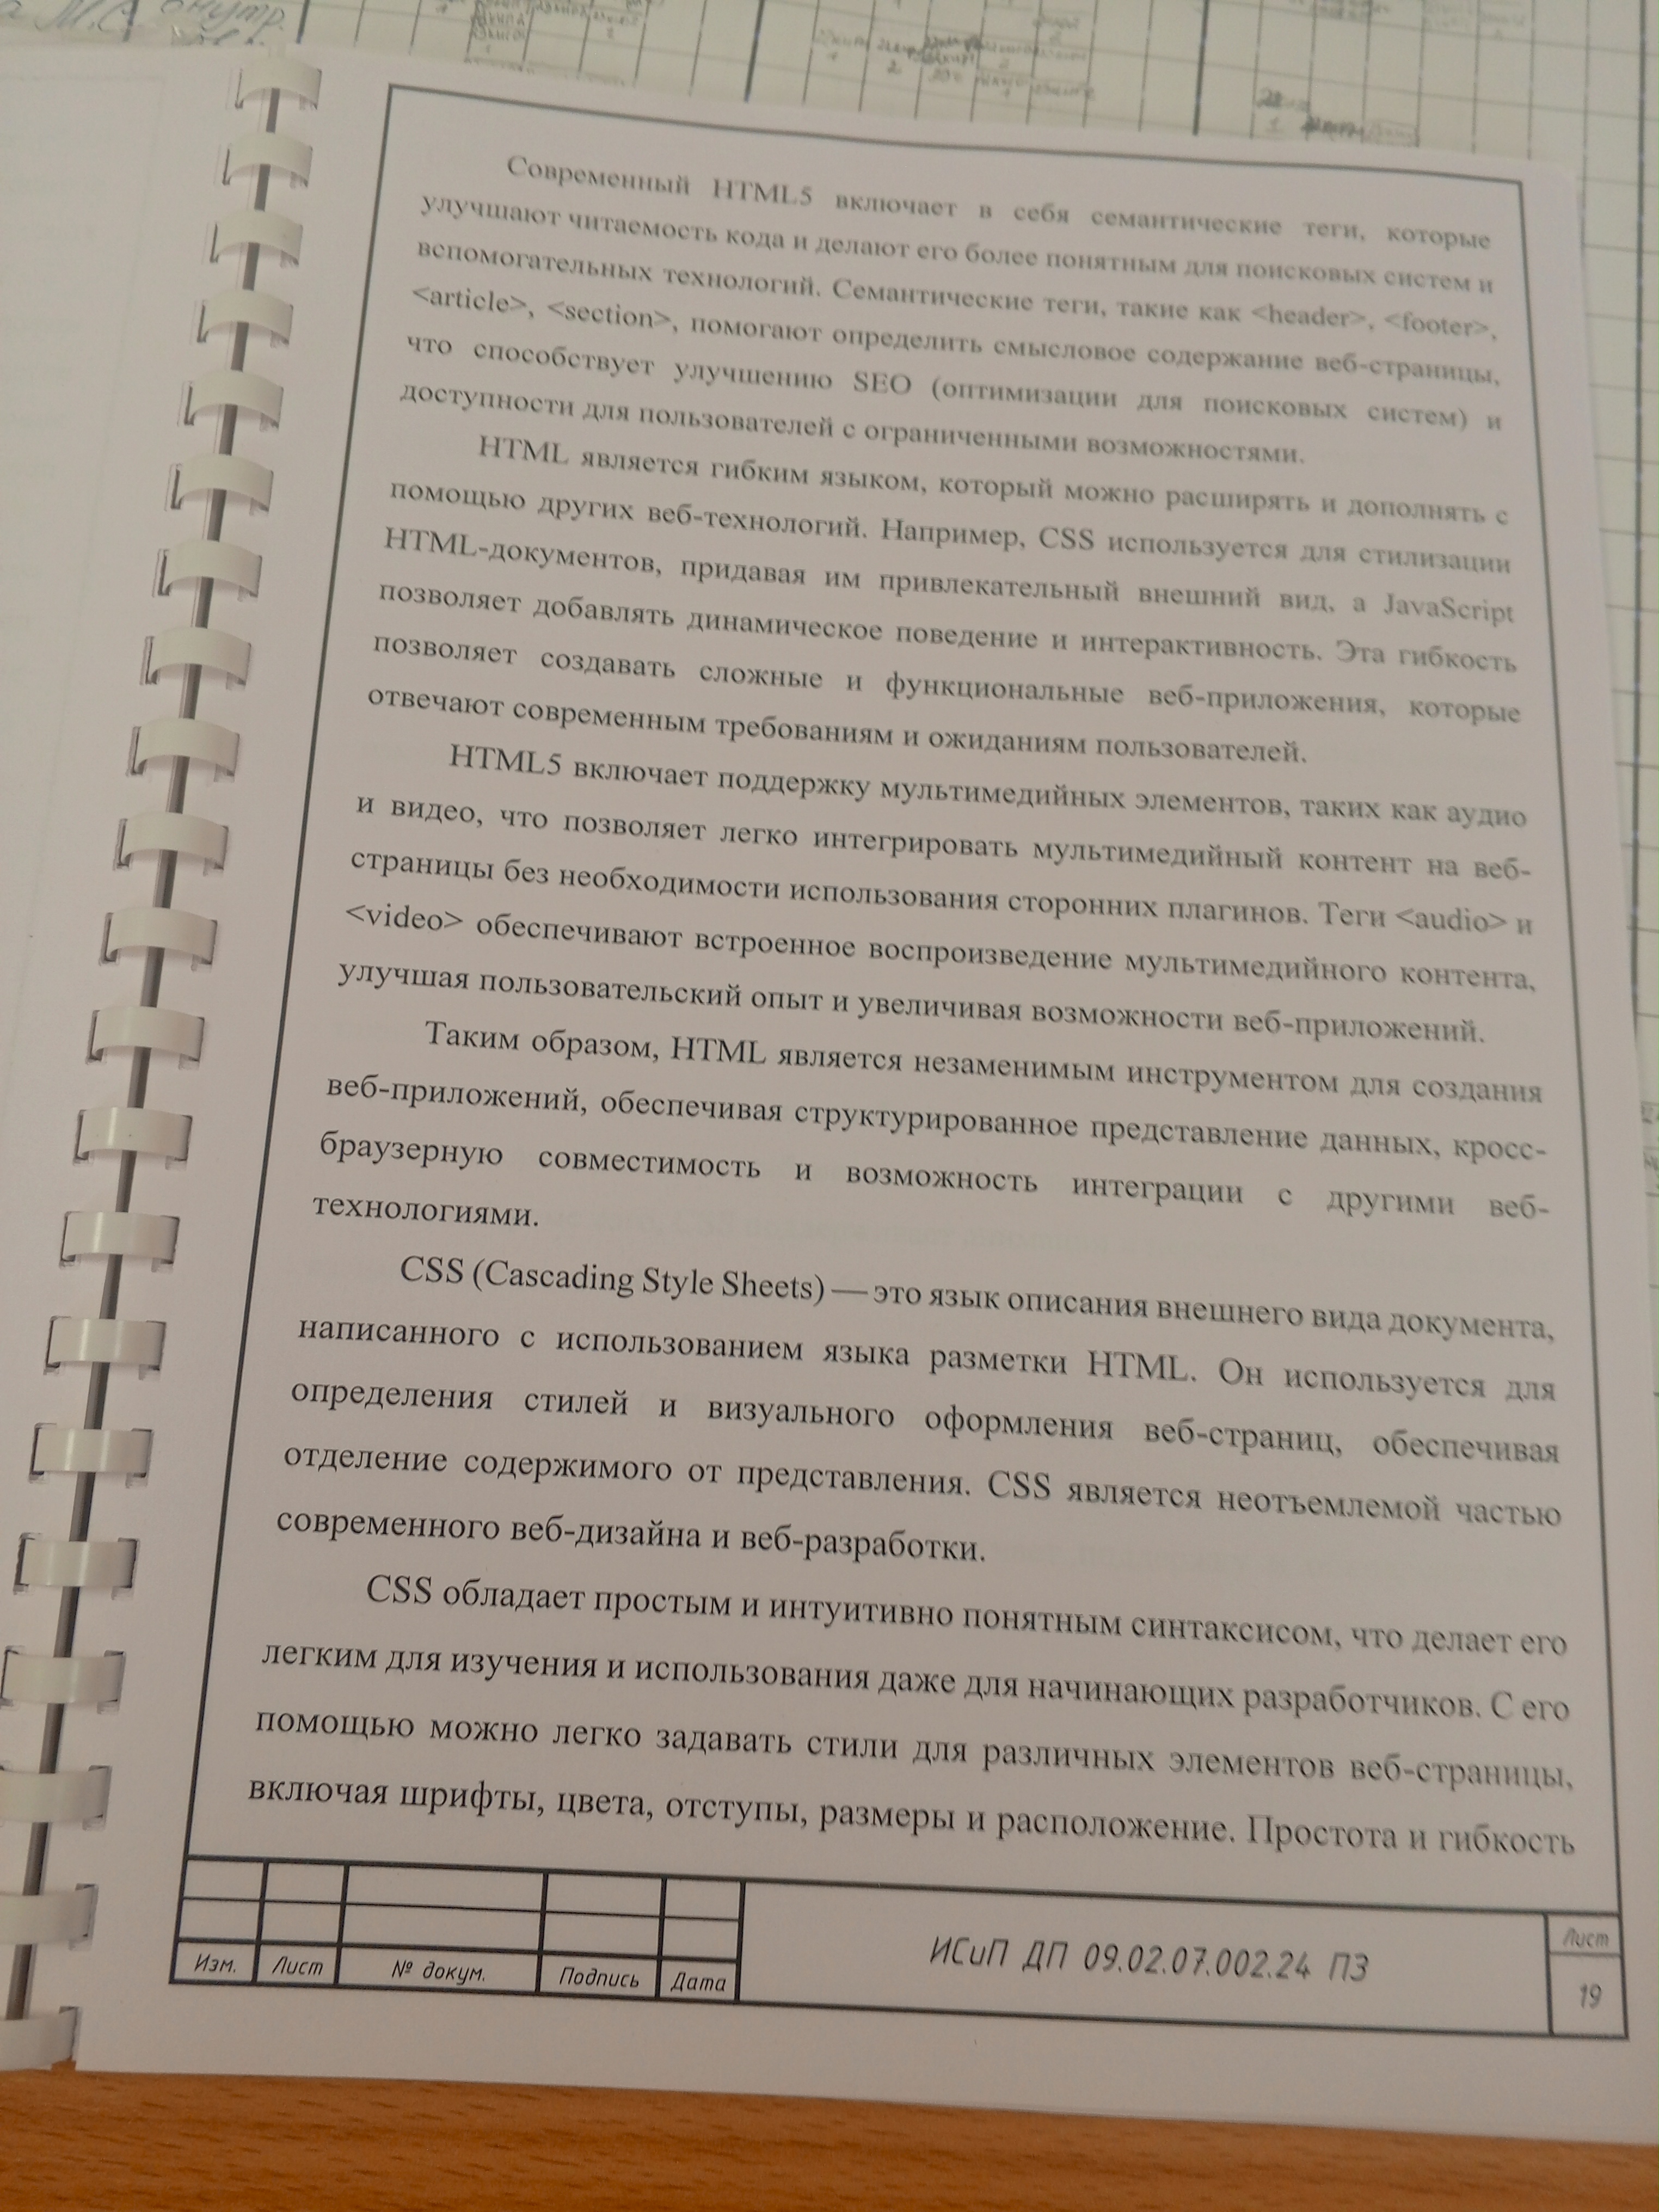 Современный HTML5 включает в себя семантические теги, которые
улучшают читаемость кода и делают его более понятным для поисковых систем и
вспомогательных технологий. Семантические теги, такие как <header>, <footer>,
<article>, <section>, помогают определить смысловое содержание веб-страницы,
что способствует улучшению SEO (оптимизации для поисковых систем) и
доступности для пользователей с ограниченными возможностями.
HTML является гибким языком, который можно расширять и дополнять с
помощью других веб-технологий. Например, CSS используется для стилизации
HTML-документов, придавая им привлекательный внешний вид, а JavaScript
позволяет добавлять динамическое поведение и интерактивность. Эта гибкость
позволяет создавать сложные и функциональные веб-приложения, которые
отвечают современным требованиям и ожиданиям пользователей.
HTML5 включает поддержку мультимедийных элементов, таких как аудио
и видео, что позволяет легко интегрировать мультимедийный контент на веб-
страницы без необходимости использования сторонних плагинов. Теги <audio> и
<video> обеспечивают встроенное воспроизведение мультимедийного контента,
улучшая пользовательский опыт и увеличивая возможности веб-приложений.
Таким образом, HTML является незаменимым инструментом для создания
веб-приложений, обеспечивая структурированное представление данных, кросс-
браузерную совместимость и возможность интеграции с другими веб-
технологиями.
CSS (Cascading Style Sheets) — это язык описания внешнего вида документа,
написанного с использованием языка разметки HTML. Он используется для
определения стилей и визуального оформления веб-страниц, обеспечивая
отделение содержимого от представления. CSS является неотъемлемой частью
современного веб-дизайна и веб-разработки.
CSS обладает простым и интуитивно понятным синтаксисом, что делает его
легким для изучения и использования даже для начинающих разработчиков. С его
помощью можно легко задавать стили для различных элементов веб-страницы,
включая шрифты, цвета, отступы, размеры и расположение. Простота и гибкость
Изм. Лист № докум. Подпись Дата
ИСиП ДП 09.02.07.002.24 ПЗ
Лист
19